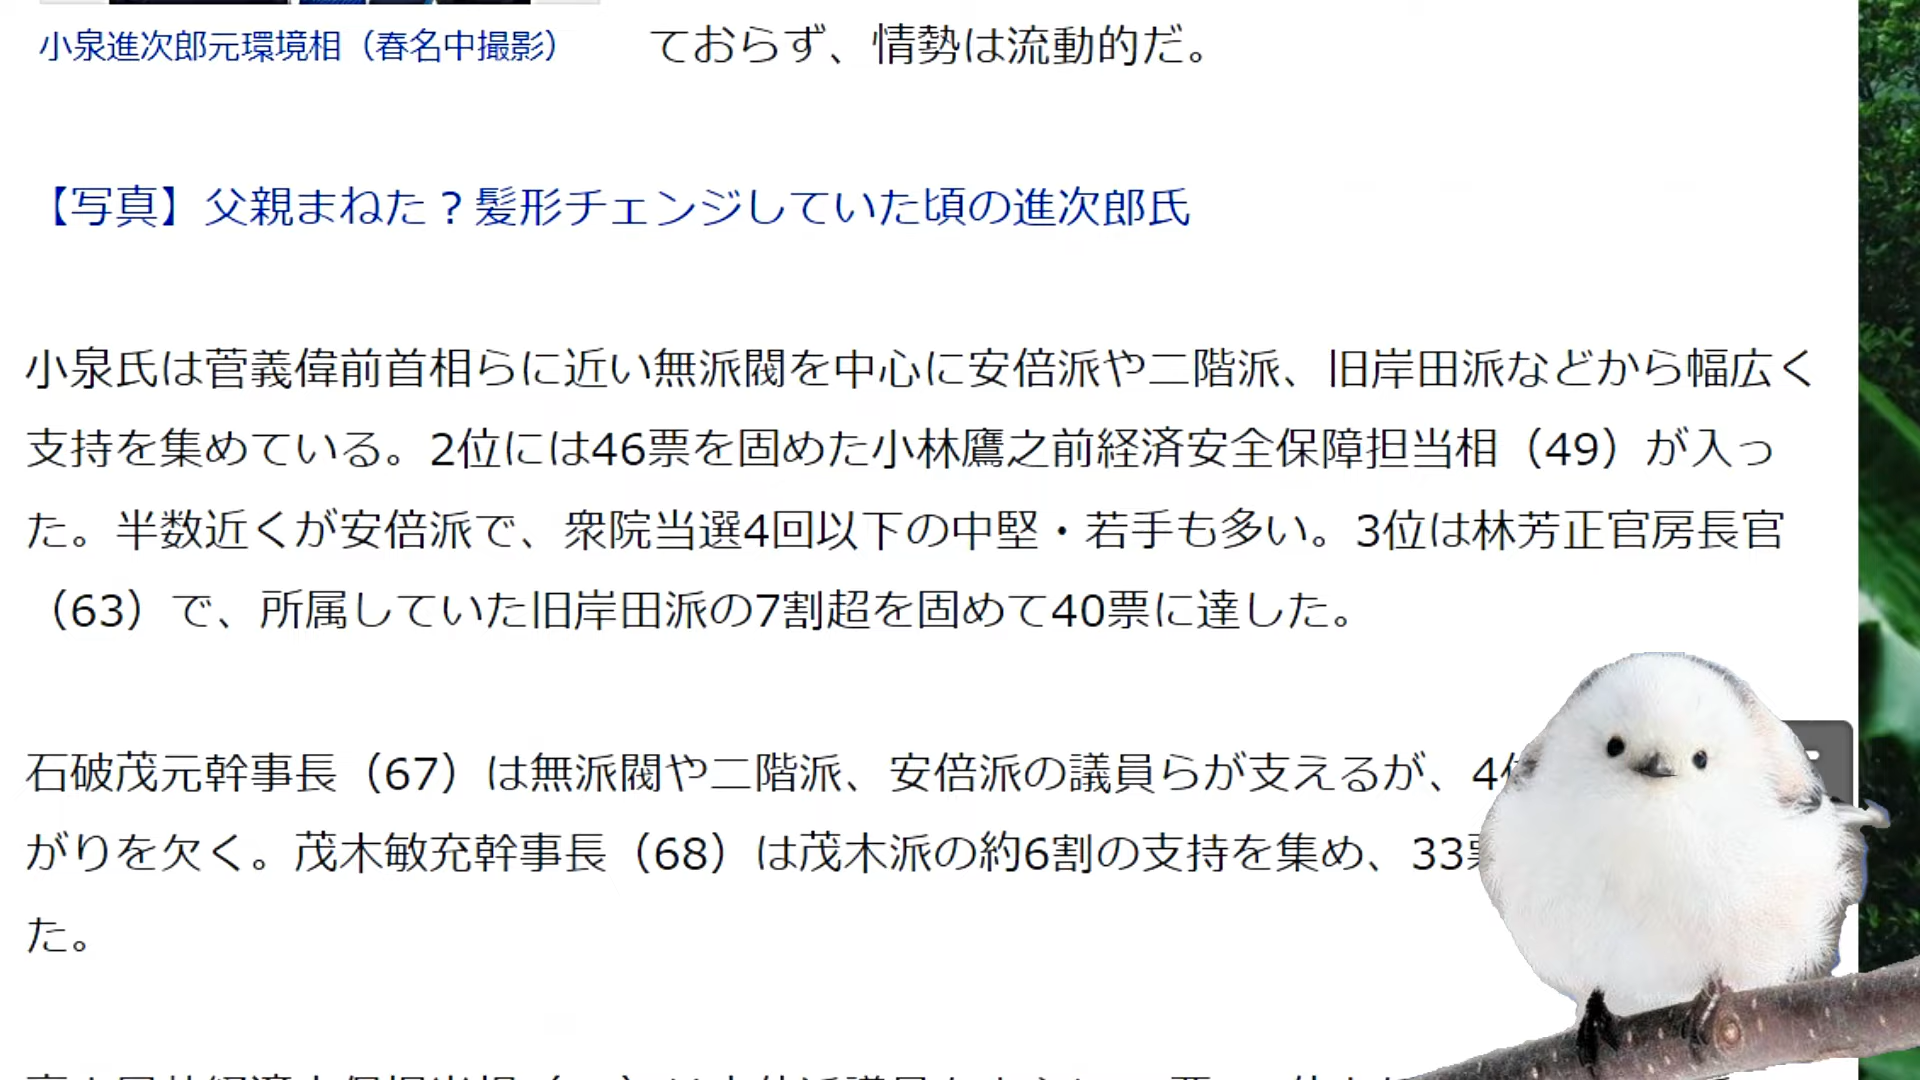 小泉進次郎元環境相（春名中撮影）
ておらず、情勢は流動的だ。
【写真】父親まねた？髪形チェンジしていた頃の進次郎氏
小泉氏は菅義偉前首相らに近い無派閥を中心に安倍派や二階派、旧岸田派などから幅広く
支持を集めている。2位には46票を固めた小林鷹之前経済安全保障担当相（49）が入っ
た。半数近くが安倍派で、衆院当選4回以下の中堅・若手も多い。3位は林芳正官房長官
（63）で、所属していた旧岸田派の7割超を固めて40票に達した。
石破茂元幹事長（67）は無派閥や二階派、安倍派の議員らが支えるが、4
がりを欠く。茂木敏充幹事長（68）は茂木派の約6割の支持を集め、33
た。